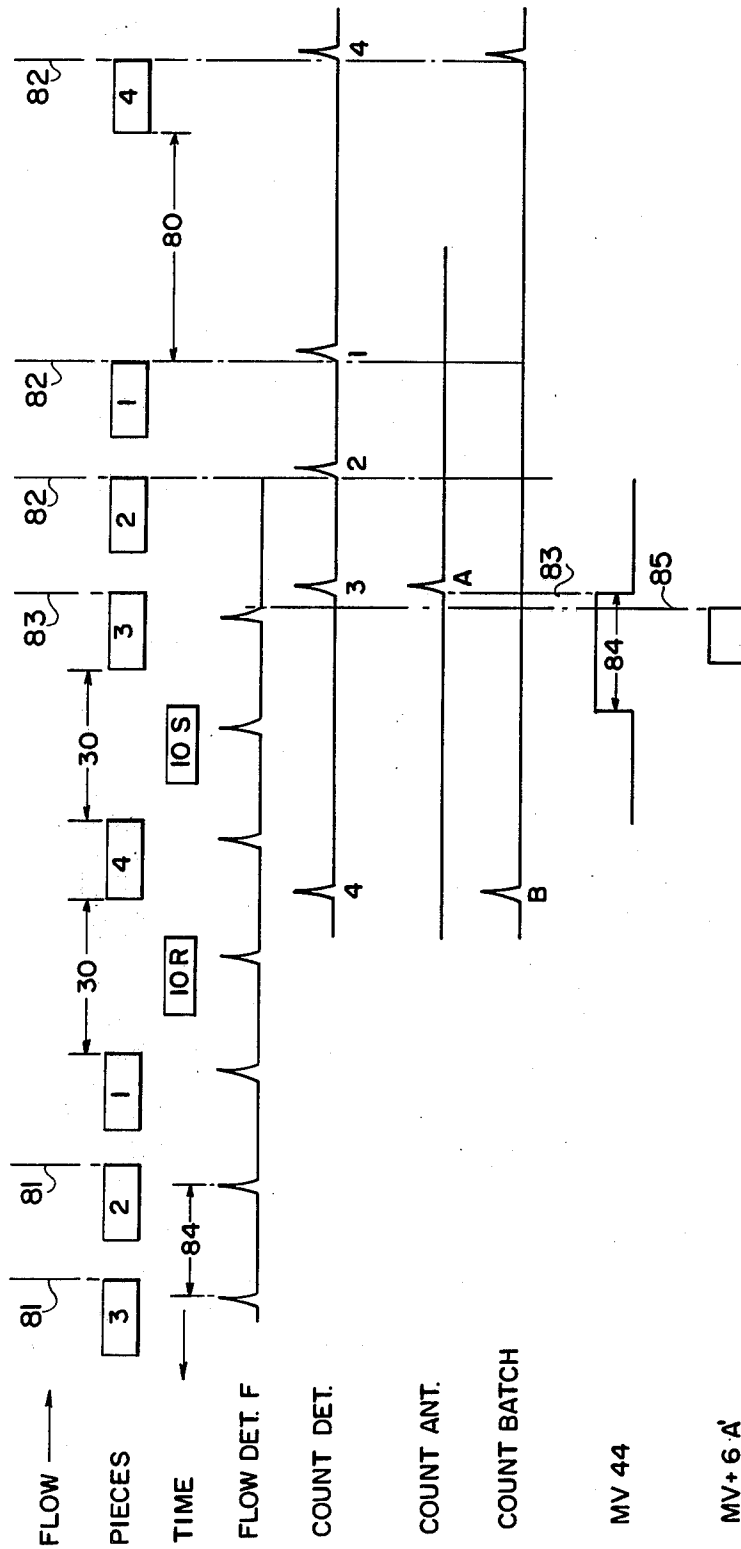 FLOW 81 81 83 82 82 82
30 30
PIECES 3 2 1 4 3 2 1 4
TIME 84 10R 10S 80
FLOW DET. F
COUNT DET. 4 3 2 1 4
COUNT ANT. A
COUNT BATCH B
83
MV 44 84 85
MV+6·A'